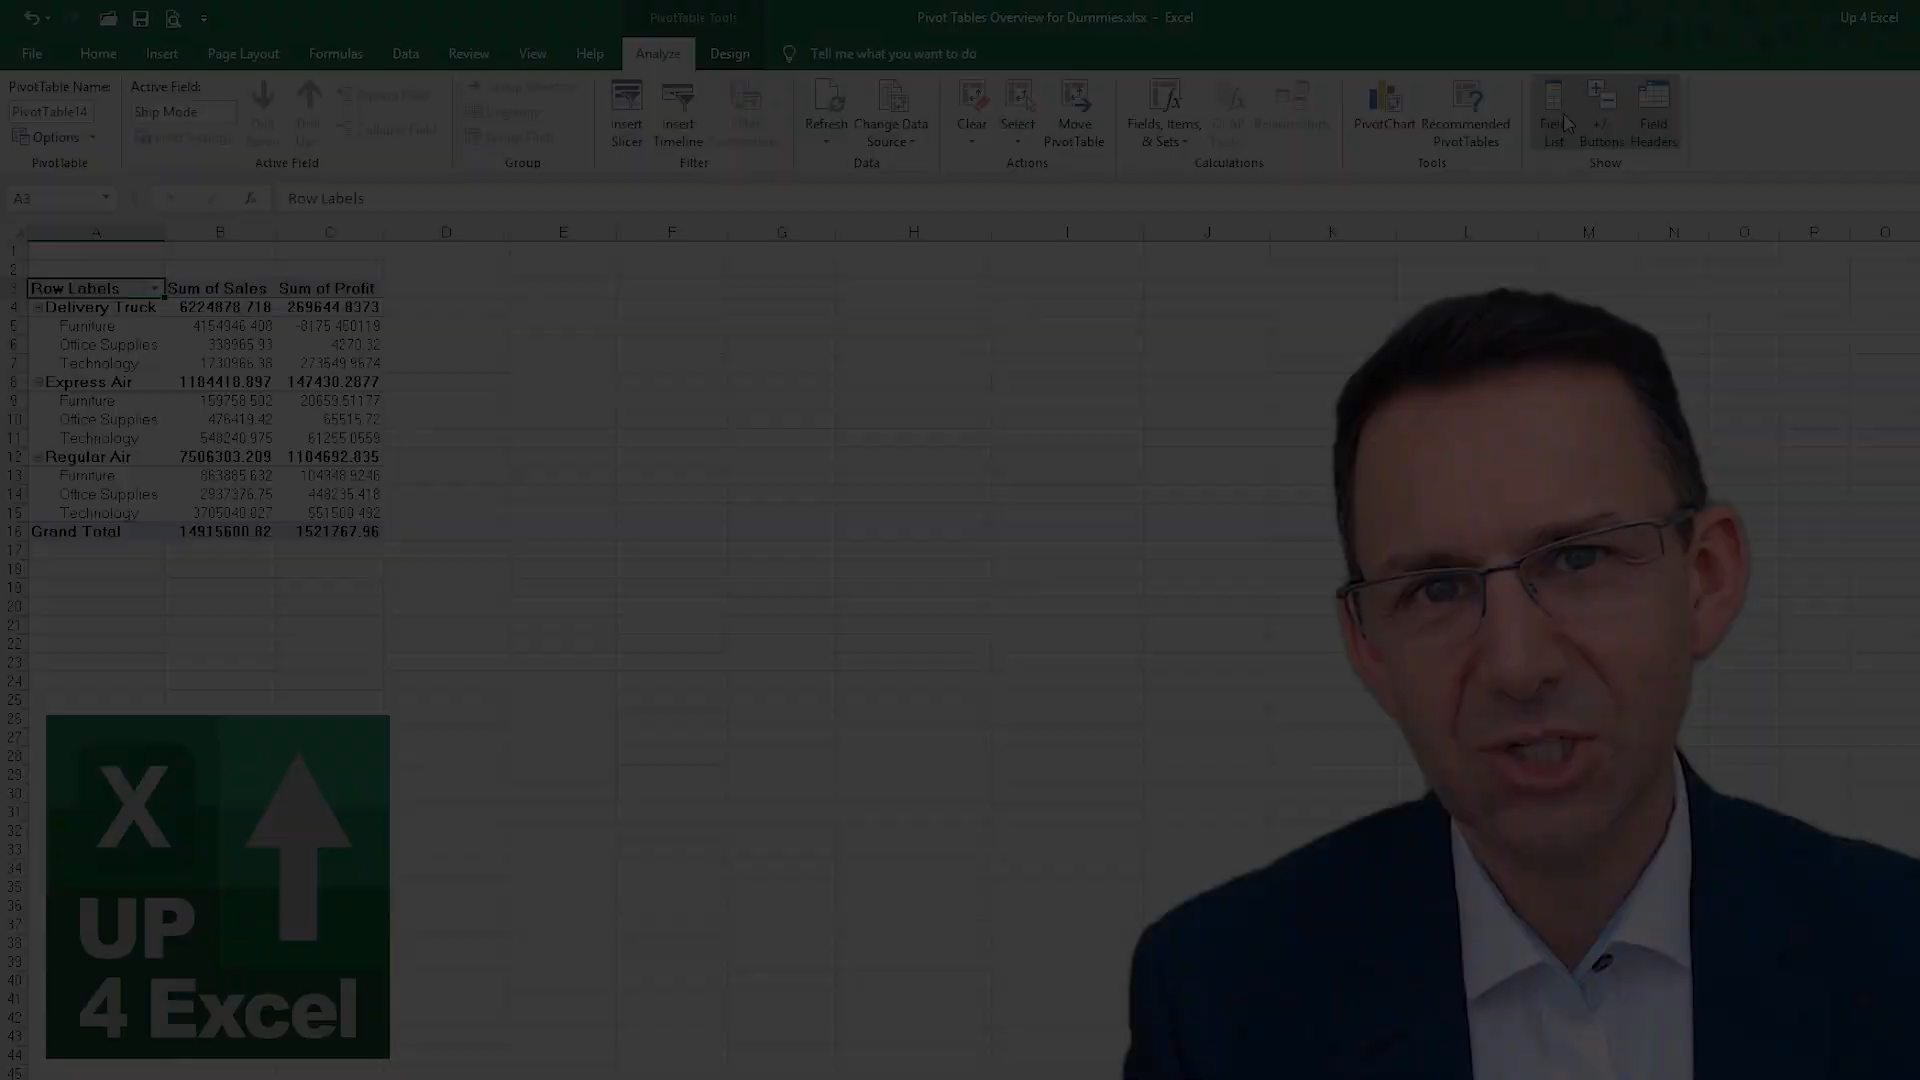 PivotTable Tools
Pivot Tables Overview for Dummies.xlsx - Excel
Up 4 Excel
File Home Insert Page Layout Formulas Data Review View Help Analyze Design Tell me what you want to do
PivotTable Name:
PivotTable14
Options
PivotTable
Active Field:
Ship Mode
Active Field
Group
Insert Slicer
Insert Timeline
Filter
Refresh
Change Data Source
Data
Clear
Select
Move PivotTable
Actions
Fields, Items, & Sets
Calculations
PivotChart
Recommended PivotTables
Tools
Field List
+/- Buttons
Field Headers
Show
A3
fx
Row Labels
A B C D E F G H I J K L M N O P Q
Row Labels Sum of Sales Sum of Profit
Delivery Truck 6224878.718 269644.8373
Furniture 4154946.408 -8175.450119
Office Supplies 338965.93 4270.32
Technology 1730966.38 273549.9674
Express Air 1184418.897 147430.2877
Furniture 159758.502 20659.51177
Office Supplies 476419.42 65515.72
Technology 548240.975 61255.0559
Regular Air 7506303.209 1104692.835
Furniture 863885.632 104948.9246
Office Supplies 2937376.75 448235.418
Technology 3705040.827 551500.492
Grand Total 14915600.82 1521767.96
X
UP
4 Excel